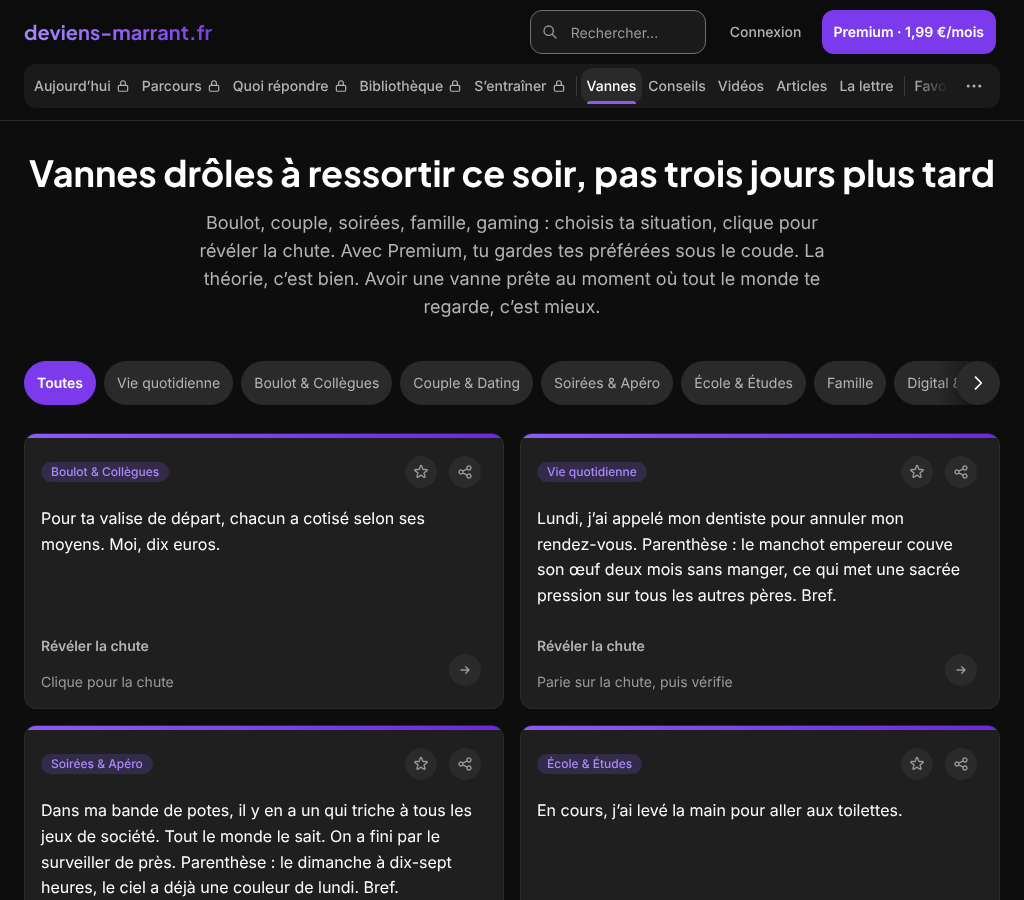 deviens-marrant.fr
Rechercher...
Connexion
Premium · 1,99 €/mois
Aujourd’hui
Parcours
Quoi répondre
Bibliothèque
S’entraîner
Vannes
Conseils
Vidéos
Articles
La lettre
Vannes drôles à ressortir ce soir, pas trois jours plus tard
Boulot, couple, soirées, famille, gaming : choisis ta situation, clique pour
révéler la chute. Avec Premium, tu gardes tes préférées sous le coude. La
théorie, c’est bien. Avoir une vanne prête au moment où tout le monde te
regarde, c’est mieux.
Toutes
Vie quotidienne
Boulot & Collègues
Couple & Dating
Soirées & Apéro
École & Études
Famille
Digital &
Boulot & Collègues
Pour ta valise de départ, chacun a cotisé selon ses
moyens. Moi, dix euros.
Révéler la chute
Clique pour la chute
Vie quotidienne
Lundi, j’ai appelé mon dentiste pour annuler mon
rendez-vous. Parenthèse : le manchot empereur couve
son œuf deux mois sans manger, ce qui met une sacrée
pression sur tous les autres pères. Bref.
Révéler la chute
Parie sur la chute, puis vérifie
Soirées & Apéro
Dans ma bande de potes, il y en a un qui triche à tous les
jeux de société. Tout le monde le sait. On a fini par le
surveiller de près. Parenthèse : le dimanche à dix-sept
heures, le ciel a déjà une couleur de lundi. Bref.
École & Études
En cours, j’ai levé la main pour aller aux toilettes.